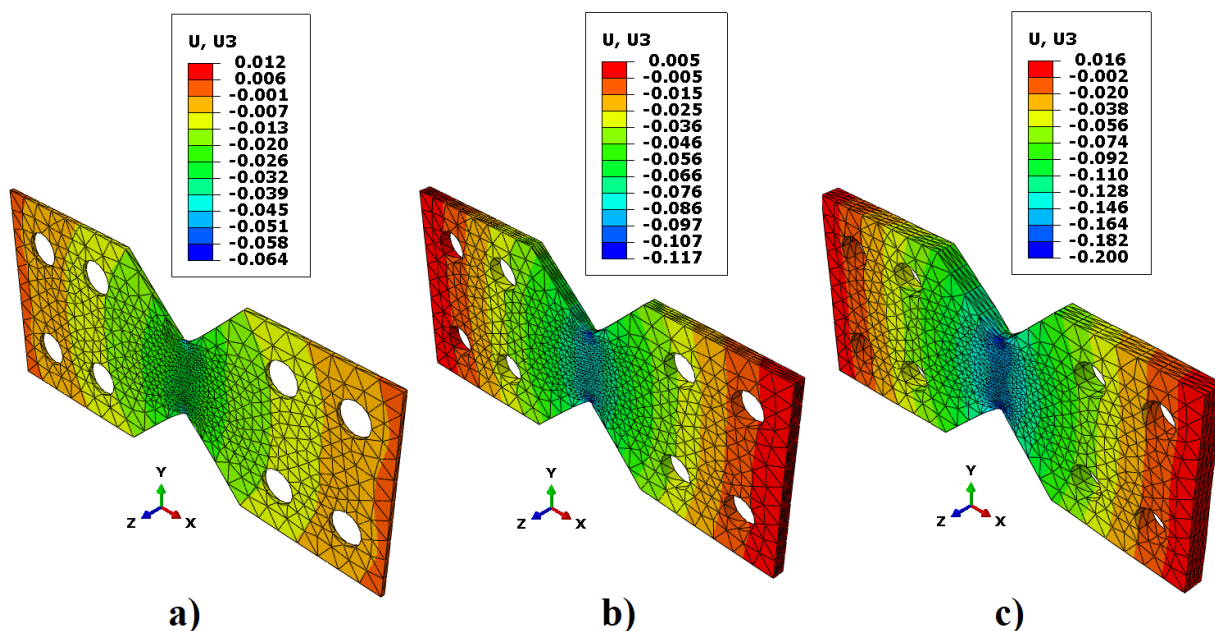 U, U3
0.012
0.006
-0.001
-0.007
-0.013
-0.020
-0.026
-0.032
-0.039
-0.045
-0.051
-0.058
-0.064
Y
Z
X
a)
U, U3
0.005
-0.005
-0.015
-0.025
-0.036
-0.046
-0.056
-0.066
-0.076
-0.086
-0.097
-0.107
-0.117
Y
Z
X
b)
U, U3
0.016
-0.002
-0.020
-0.038
-0.056
-0.074
-0.092
-0.110
-0.128
-0.146
-0.164
-0.182
-0.200
Y
Z
X
c)